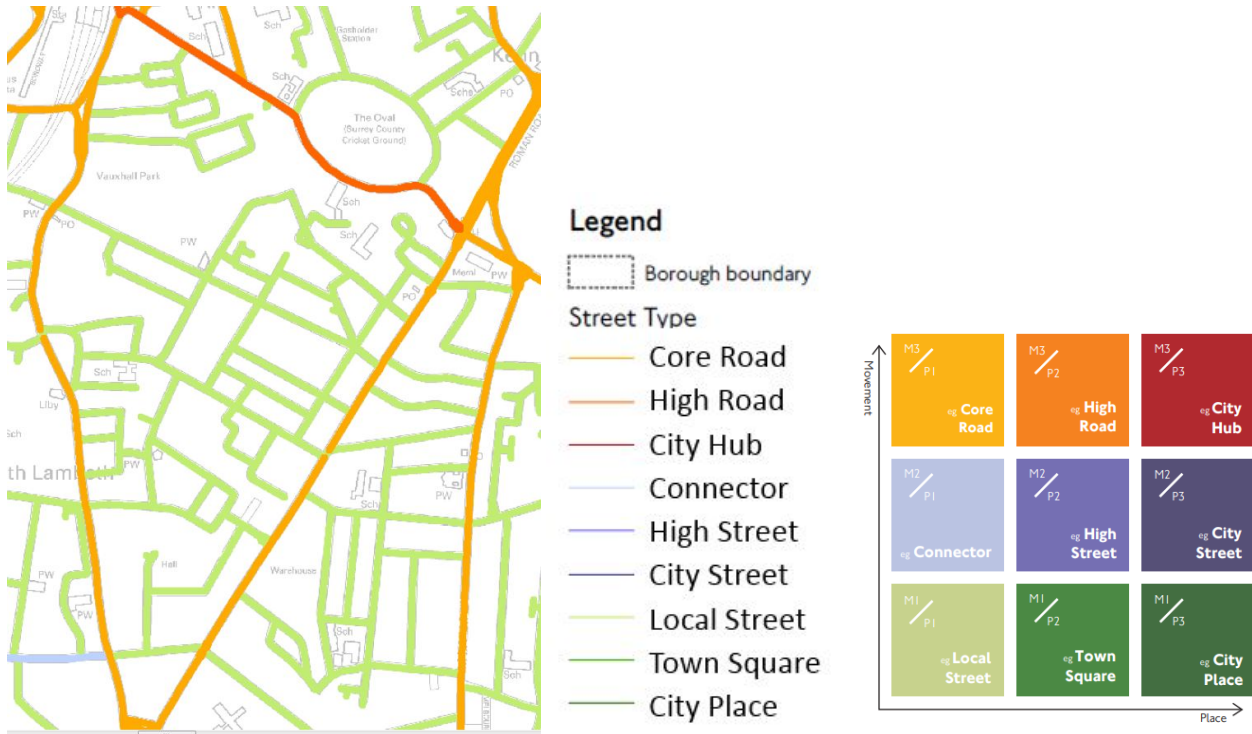 Sch
Gasholder
Station
Sch
Kenn
Sch
Schs
PO
The Oval
(Surrey County
Cricket Ground)
ROMAN ROA
Vauxhall Park
Sch
PW
PO
PW
Sch
Meml
PW
PO
Sch
Liby
Sch
PW
th Lambeth
PW
Sch
Hall
Warehouse
PW
PW
Sch
Sch
Legend
Borough boundary
Street Type
Core Road
High Road
City Hub
Connector
High Street
City Street
Local Street
Town Square
City Place
Movement
M3
P1
eg Core
Road
M3
P2
eg High
Road
M3
P3
eg City
Hub
M2
P1
eg Connector
M2
P2
eg High
Street
M2
P3
eg City
Street
M1
P1
eg Local
Street
M1
P2
eg Town
Square
M1
P3
eg City
Place
Place